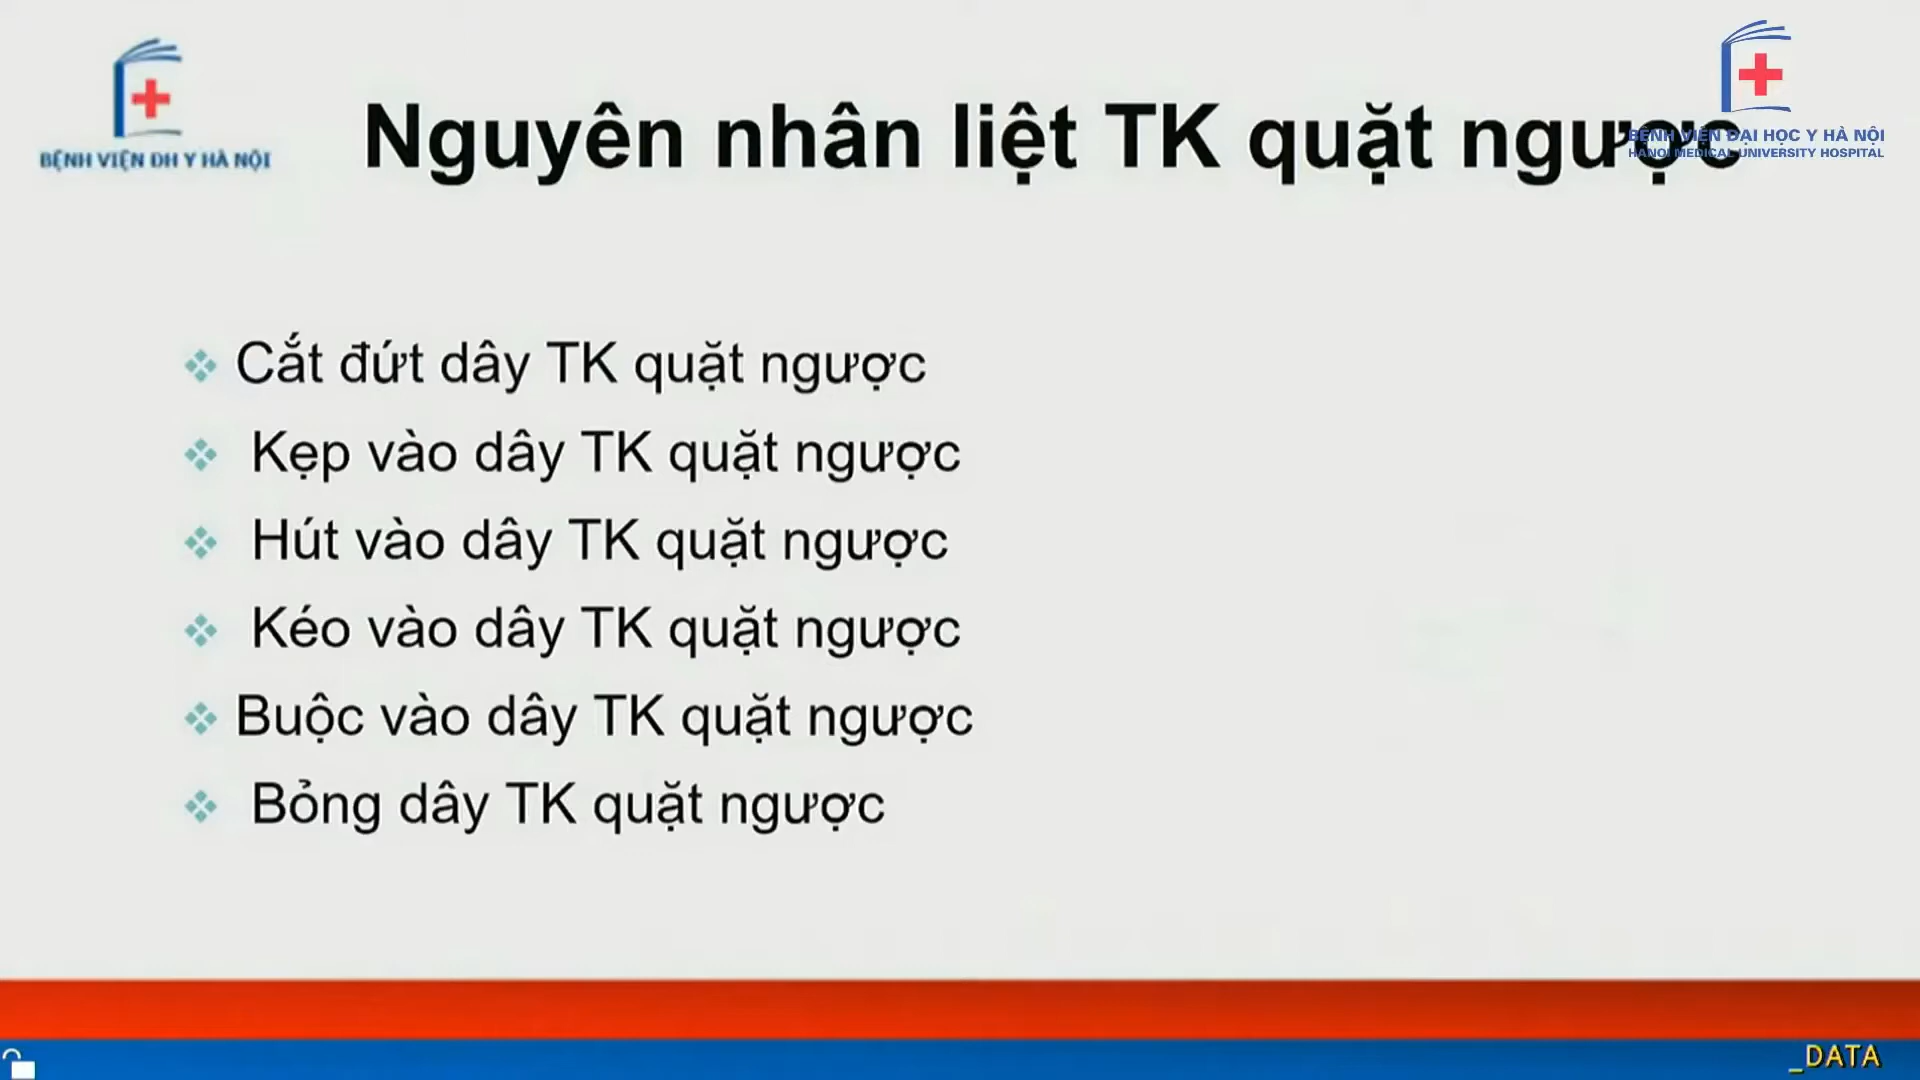 BỆNH VIỆN ĐH Y HÀ NỘI
Nguyên nhân liệt TK quặt ngược
BỆNH VIỆN ĐẠI HỌC Y HÀ NỘI
HANOI MEDICAL UNIVERSITY HOSPITAL
Cắt đứt dây TK quặt ngược
Kẹp vào dây TK quặt ngược
Hút vào dây TK quặt ngược
Kéo vào dây TK quặt ngược
Buộc vào dây TK quặt ngược
Bỏng dây TK quặt ngược
_DATA